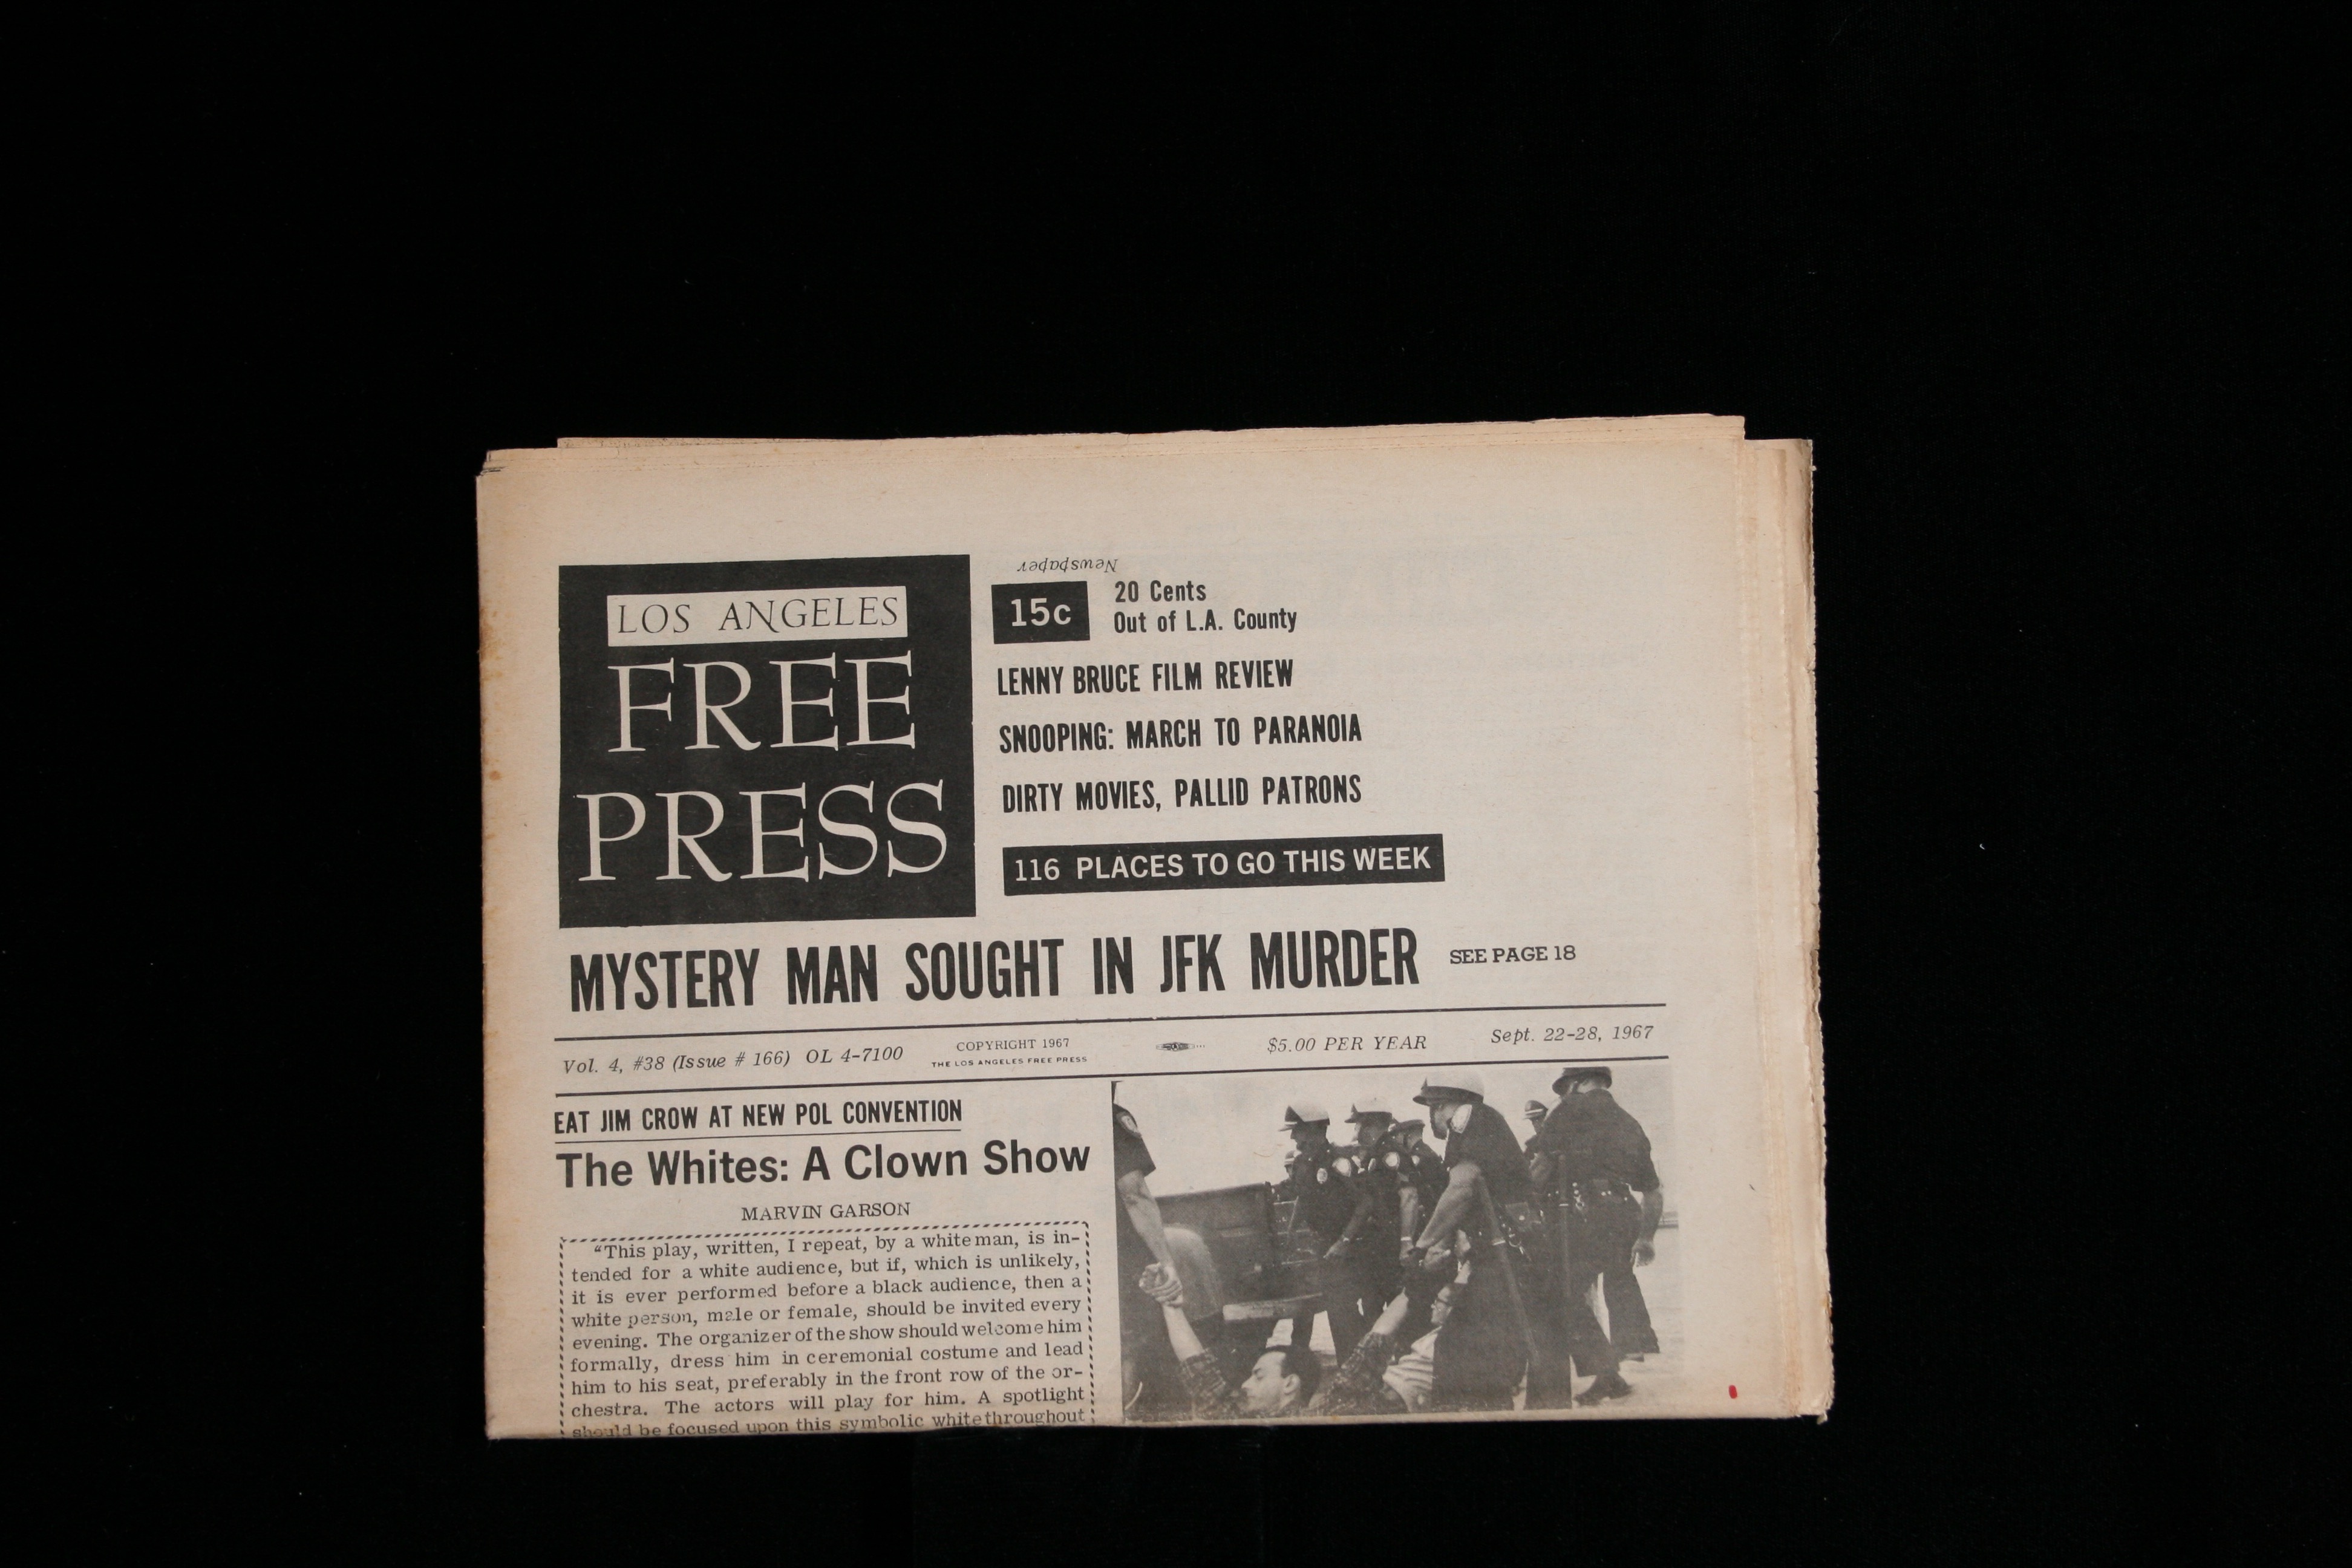 LOS ANGELES
FREE
PRESS
Newspaper
15c
20 Cents
Out of L.A. County
LENNY BRUCE FILM REVIEW
SNOOPING: MARCH TO PARANOIA
DIRTY MOVIES, PALLID PATRONS
116 PLACES TO GO THIS WEEK
MYSTERY MAN SOUGHT IN JFK MURDER SEE PAGE 18
Vol. 4, #38 (Issue # 166) OL 4-7100
COPYRIGHT 1967
THE LOS ANGELES FREE PRESS
$5.00 PER YEAR
Sept. 22-28, 1967
EAT JIM CROW AT NEW POL CONVENTION
The Whites: A Clown Show
MARVIN GARSON
"This play, written, I repeat, by a white man, is in-
tended for a white audience, but if, which is unlikely,
it is ever performed before a black audience, then a
white person, male or female, should be invited every
evening. The organizer of the show should welcome him
formally, dress him in ceremonial costume and lead
him to his seat, preferably in the front row of the or-
chestra. The actors will play for him. A spotlight
should be focused upon this symbolic white throughout